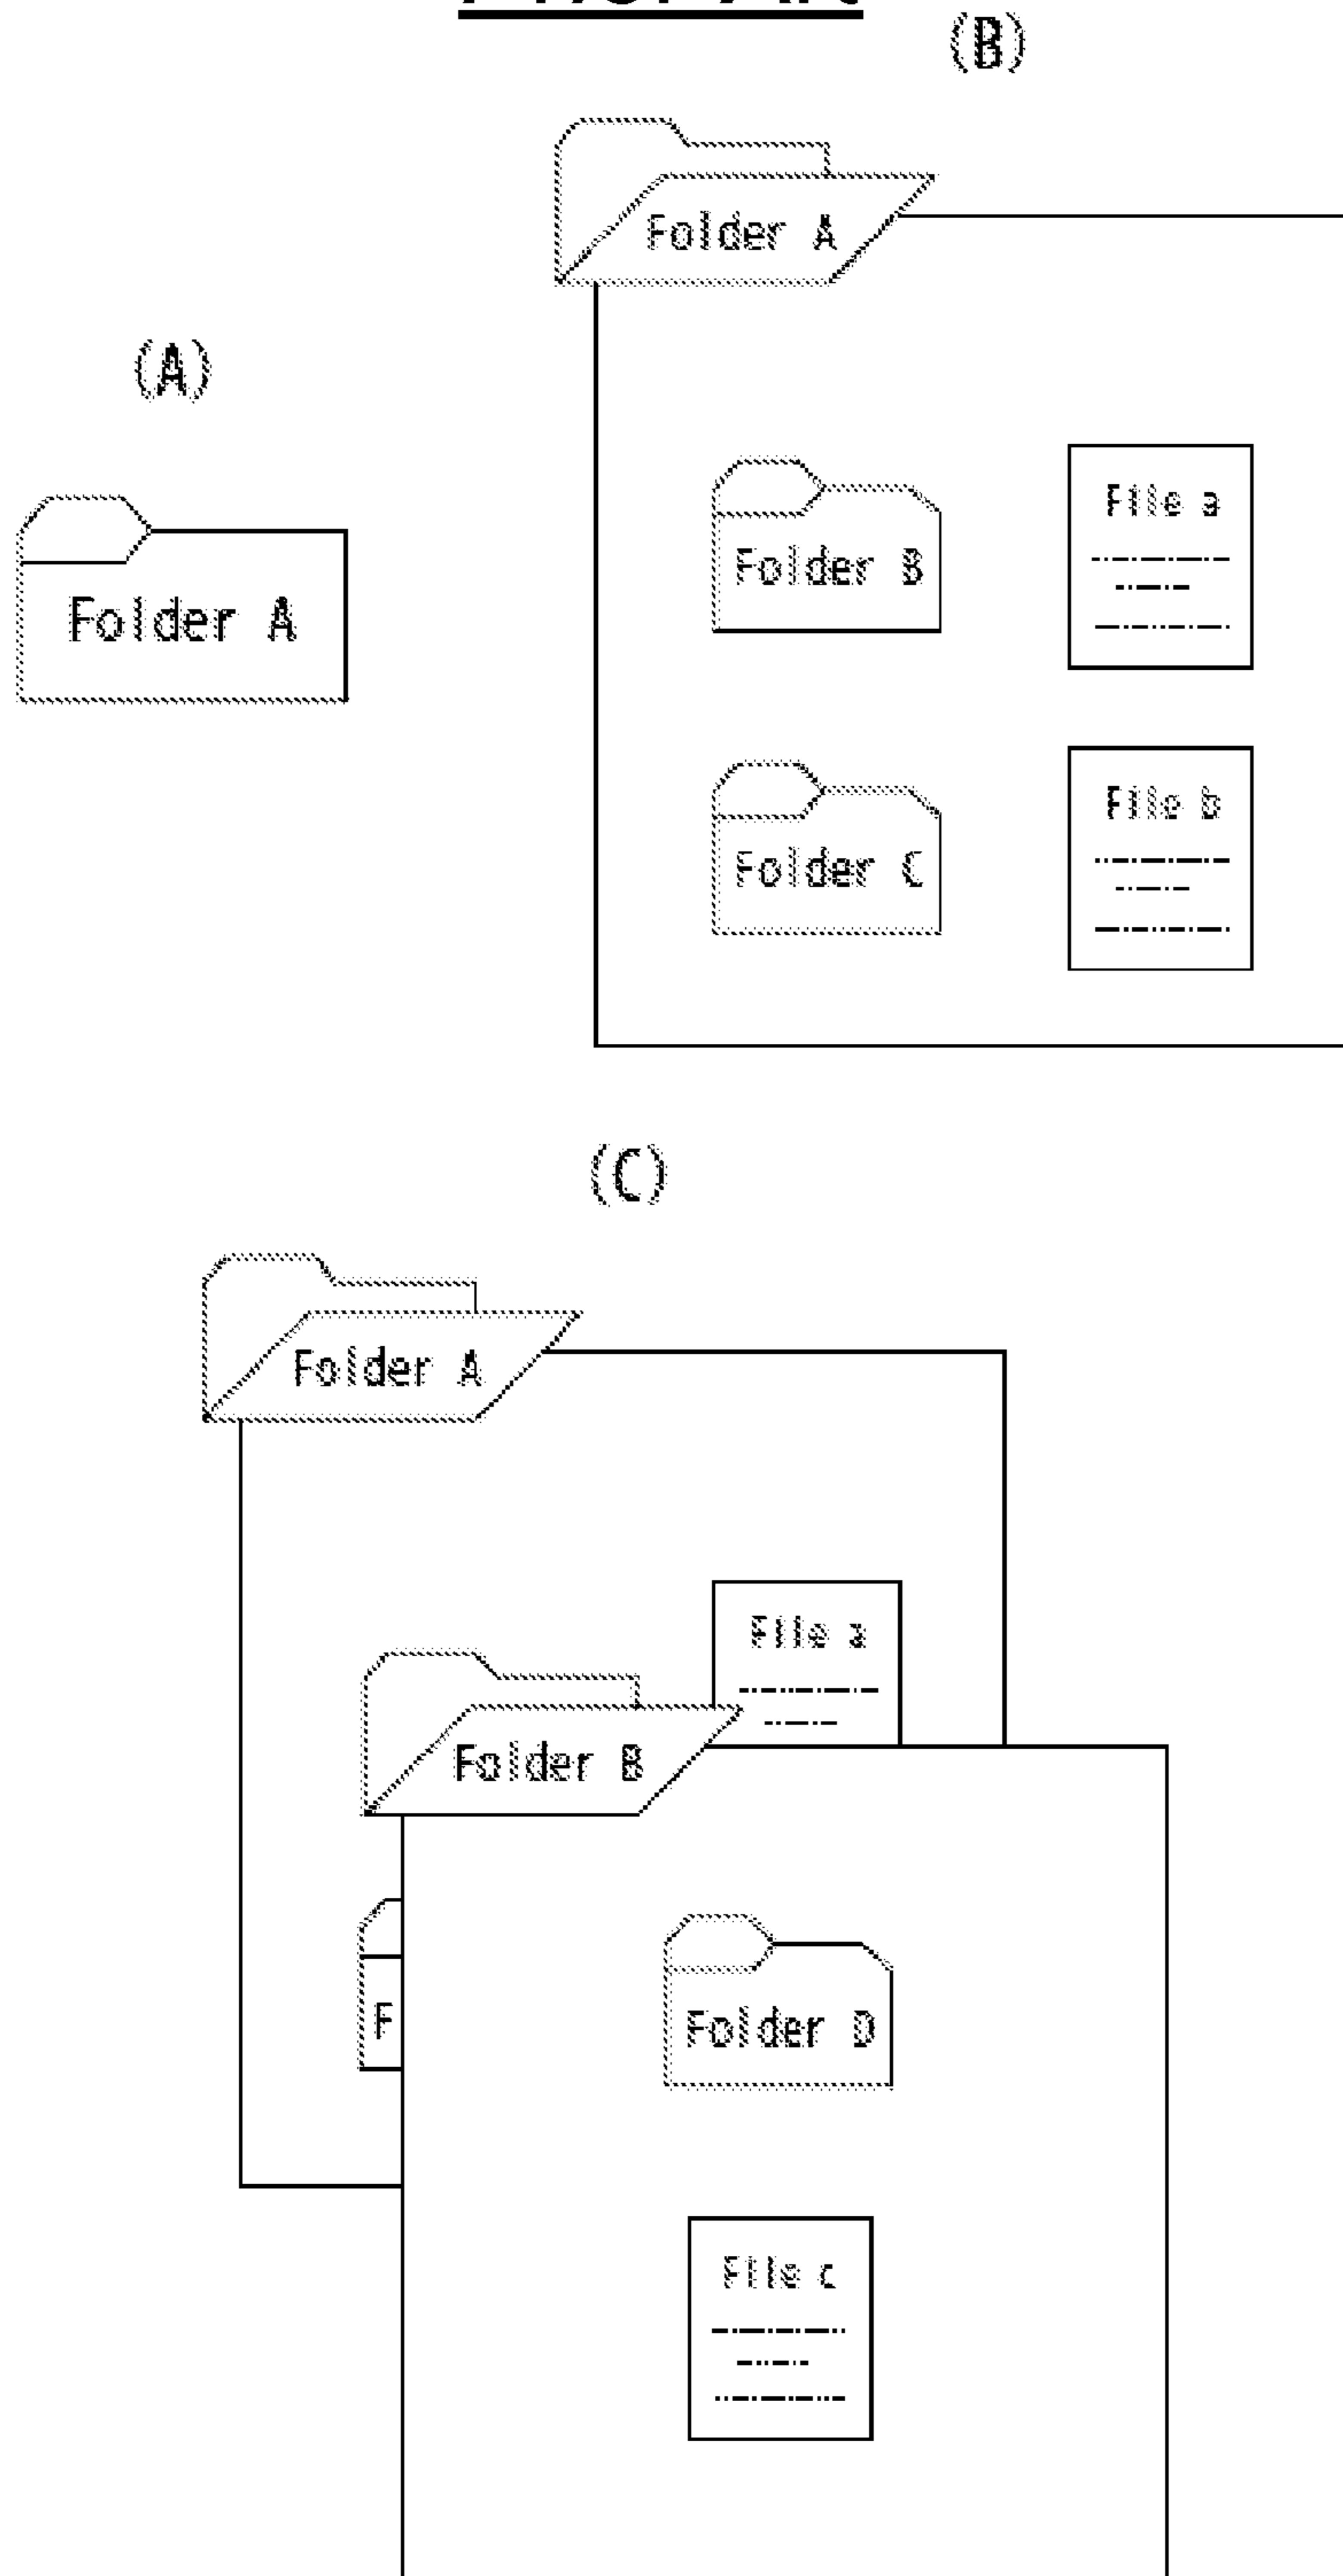 (B)
Folder A
(A)
Folder A
Folder B
File a
Folder C
File b
(C)
Folder A
File a
Folder B
F
Folder D
File c